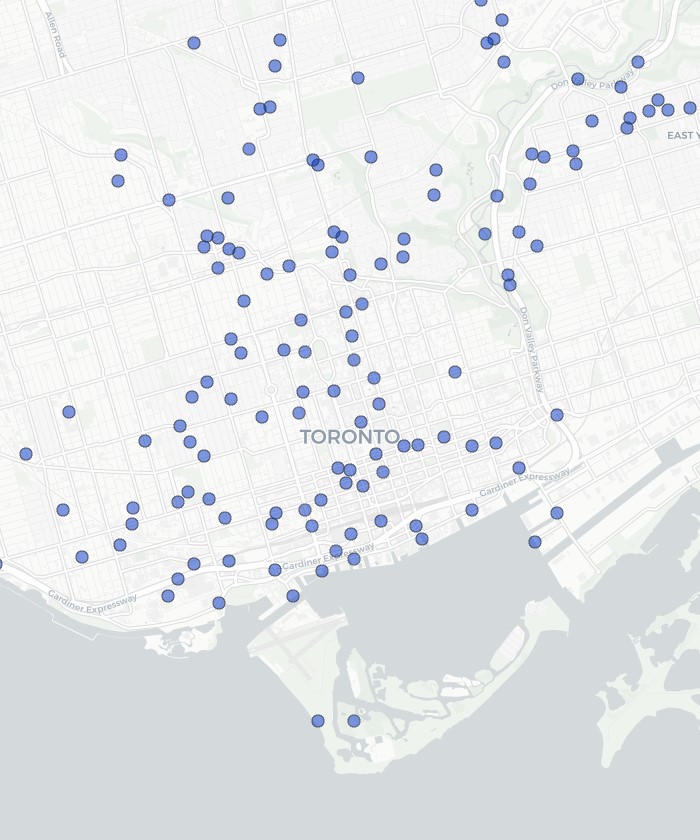 Allen Road
Don Valley Parkway
EAST Y
Don Valley Parkway
TORONTO
Gardiner Expressway
Gardiner Expressway
Gardiner Expressway